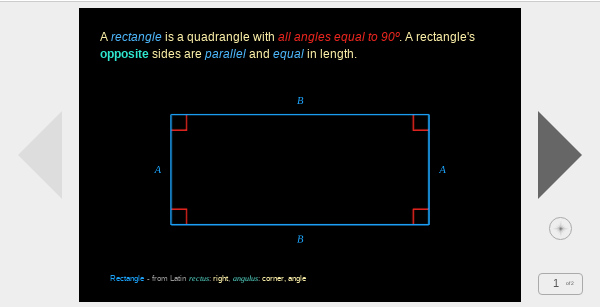 A rectangle is a quadrangle with all angles equal to 90º. A rectangle's
opposite sides are parallel and equal in length.
B
A
A
B
Rectangle - from Latin rectus: right, angulus: corner, angle
1 of 2